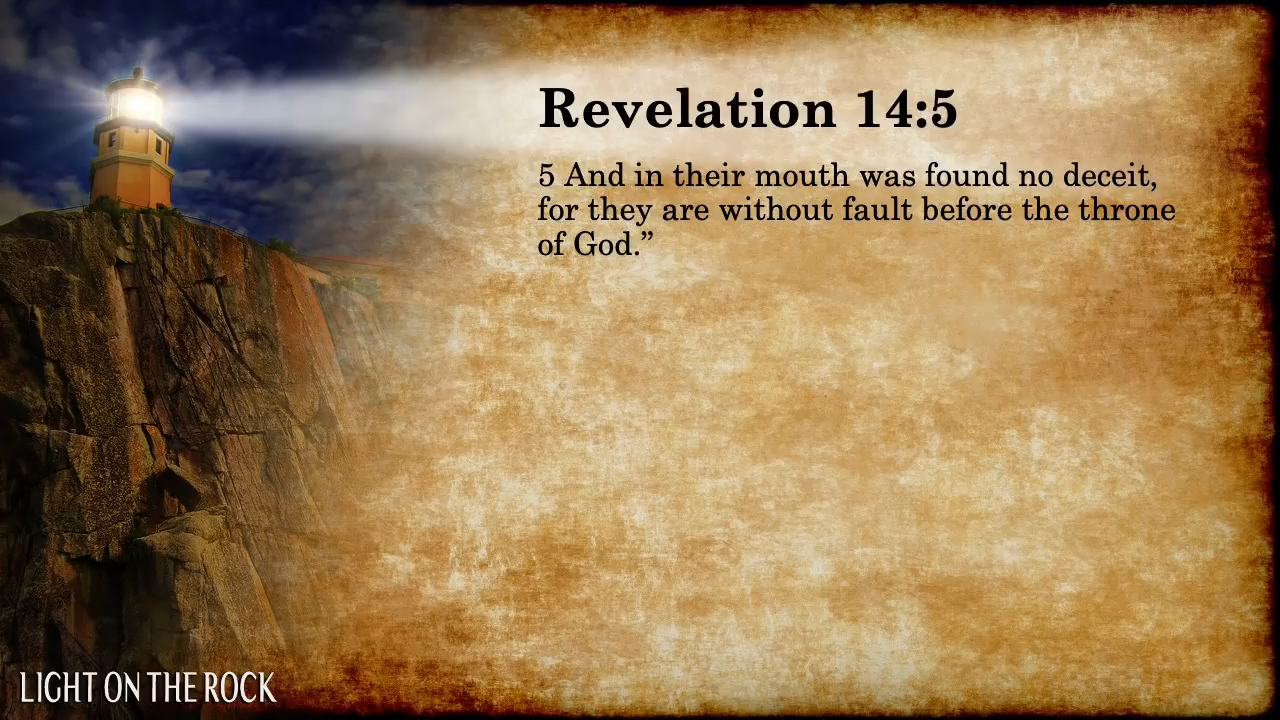 Revelation 14:5
5 And in their mouth was found no deceit,
for they are without fault before the throne
of God.”
LIGHT ON THE ROCK